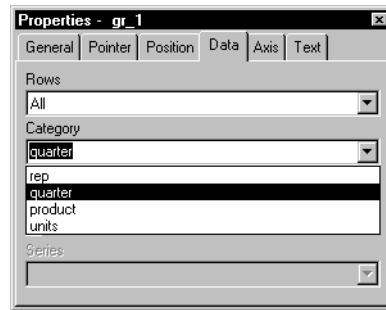 Properties - gr_1
General Pointer Position Data Axis Text
Rows
All
Category
quarter
rep
quarter
product
units
Series